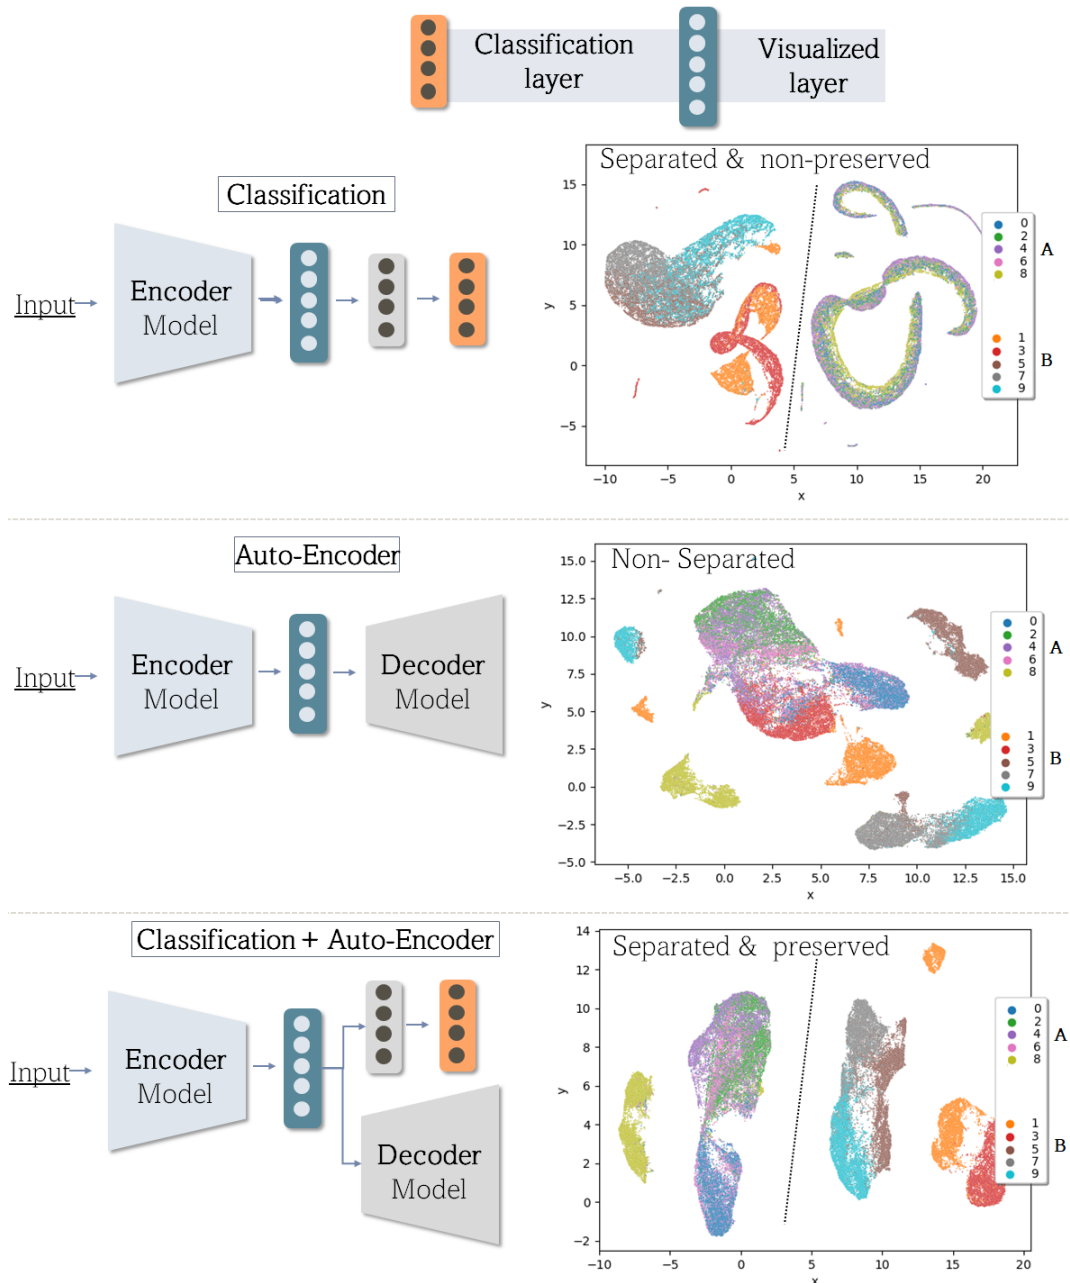 Classification
layer
Visualized
layer
Classification
Input
Encoder
Model
Separated & non-preserved
15
10
5
0
−5
y
−10
−5
0
5
10
15
20
x
0
2
4
6
8
A
1
3
5
7
9
B
Auto-Encoder
Input
Encoder
Model
Decoder
Model
Non- Separated
15.0
12.5
10.0
7.5
5.0
2.5
0.0
−2.5
−5.0
y
−5.0
−2.5
0.0
2.5
5.0
7.5
10.0
12.5
15.0
x
0
2
4
6
8
A
1
3
5
7
9
B
Classification + Auto-Encoder
Input
Encoder
Model
Decoder
Model
Separated & preserved
14
12
10
8
6
4
2
0
−2
y
−10
−5
0
5
10
15
20
x
0
2
4
6
8
A
1
3
5
7
9
B